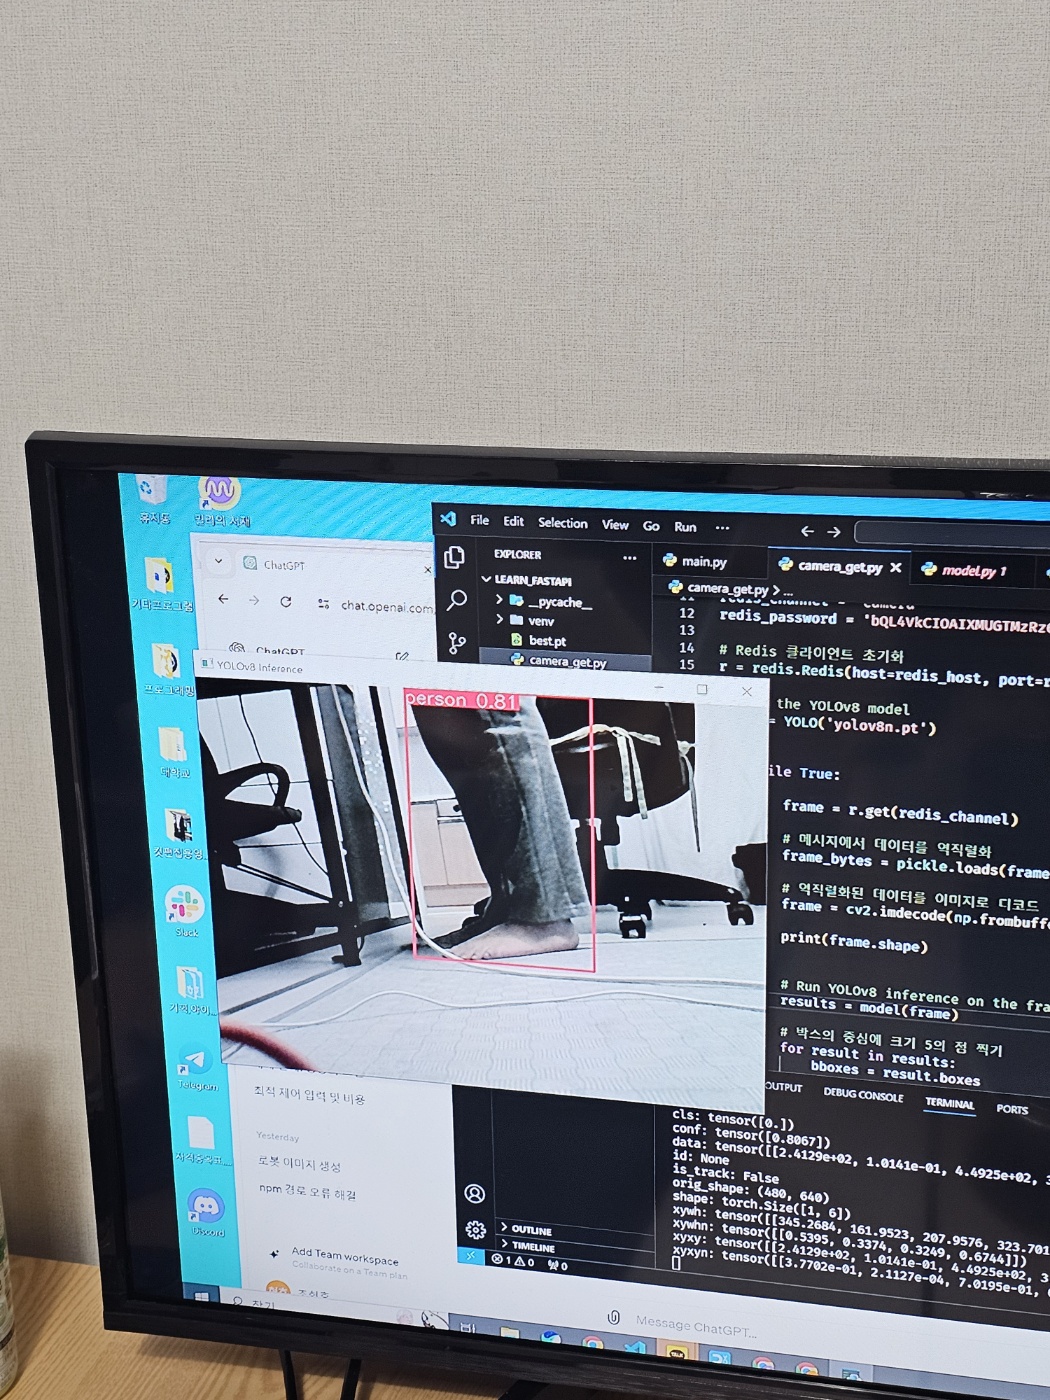 휴지통
밀리의 서재
기타프로그램
프로그래밍
대학교
Slack
Telegram
Discord
ChatGPT
chat.openai.com
ChatGPT
YOLOv8 Inference
person 0.81
최적 제어 입력 및 비용
Yesterday
로봇 이미지 생성
npm 경로 오류 해결
Add Team workspace
Collaborate on a Team plan
찾기
Message ChatGPT...
File Edit Selection View Go Run ...
EXPLORER ...
LEARN_FASTAPI
__pycache__
venv
best.pt
camera_get.py
OUTLINE
TIMELINE
1 0 0
main.py camera_get.py model.py 1
camera_get.py > ...
12 redis_password =
13
# Redis 클라이언트 초기화
15 r = redis.Redis(host=redis_host, port=r
the YOLOv8 model
= YOLO('yolov8n.pt')
ile True:
frame = r.get(redis_channel)
# 메시지에서 데이터를 역직렬화
frame_bytes = pickle.loads(frame
# 역직렬화된 데이터를 이미지로 디코드
frame = cv2.imdecode(np.frombuff
print(frame.shape)
# Run YOLOv8 inference on the fra
results = model(frame)
# 박스의 중심에 크기 5의 점 찍기
for result in results:
bboxes = result.boxes
OUTPUT DEBUG CONSOLE TERMINAL PORTS
cls: tensor([0.])
conf: tensor([0.8067])
data: tensor([[2.4129e+02, 1.0141e-01, 4.4925e+02, 3
id: None
is_track: False
orig_shape: (480, 640)
shape: torch.Size([1, 6])
xywh: tensor([[345.2684, 161.9523, 207.9576, 323.701
xywhn: tensor([[0.5395, 0.3374, 0.3249, 0.6744]])
xyxy: tensor([[2.4129e+02, 1.0141e-01, 4.4925e+02, 3
xyxyn: tensor([[3.7702e-01, 2.1127e-04, 7.0195e-01,